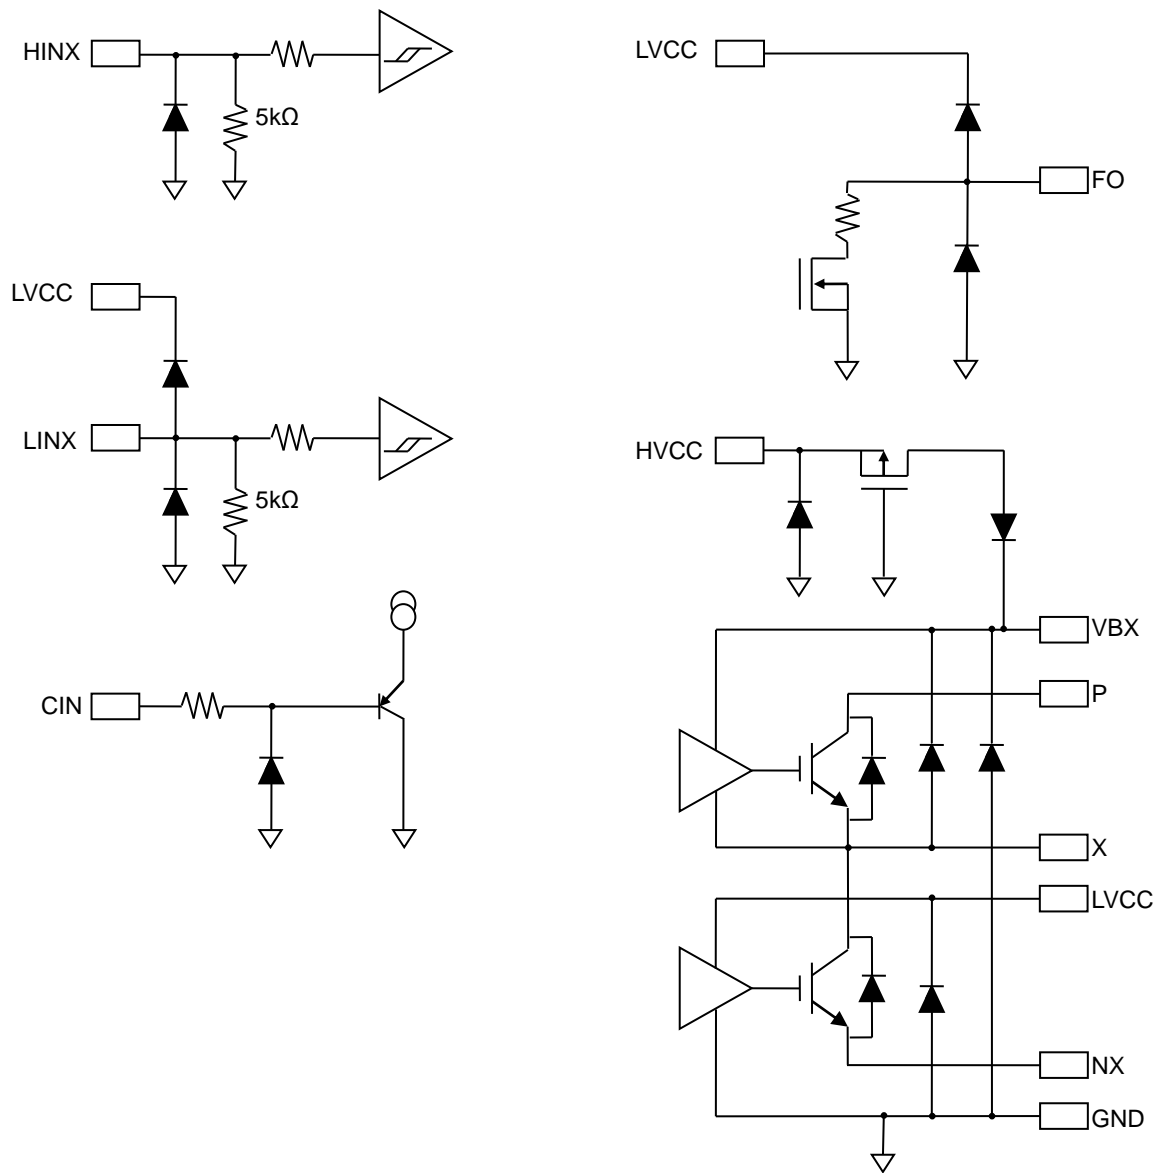 HINX
5kΩ
LVCC
LINX
5kΩ
CIN
LVCC
FO
HVCC
VBX
P
X
LVCC
NX
GND